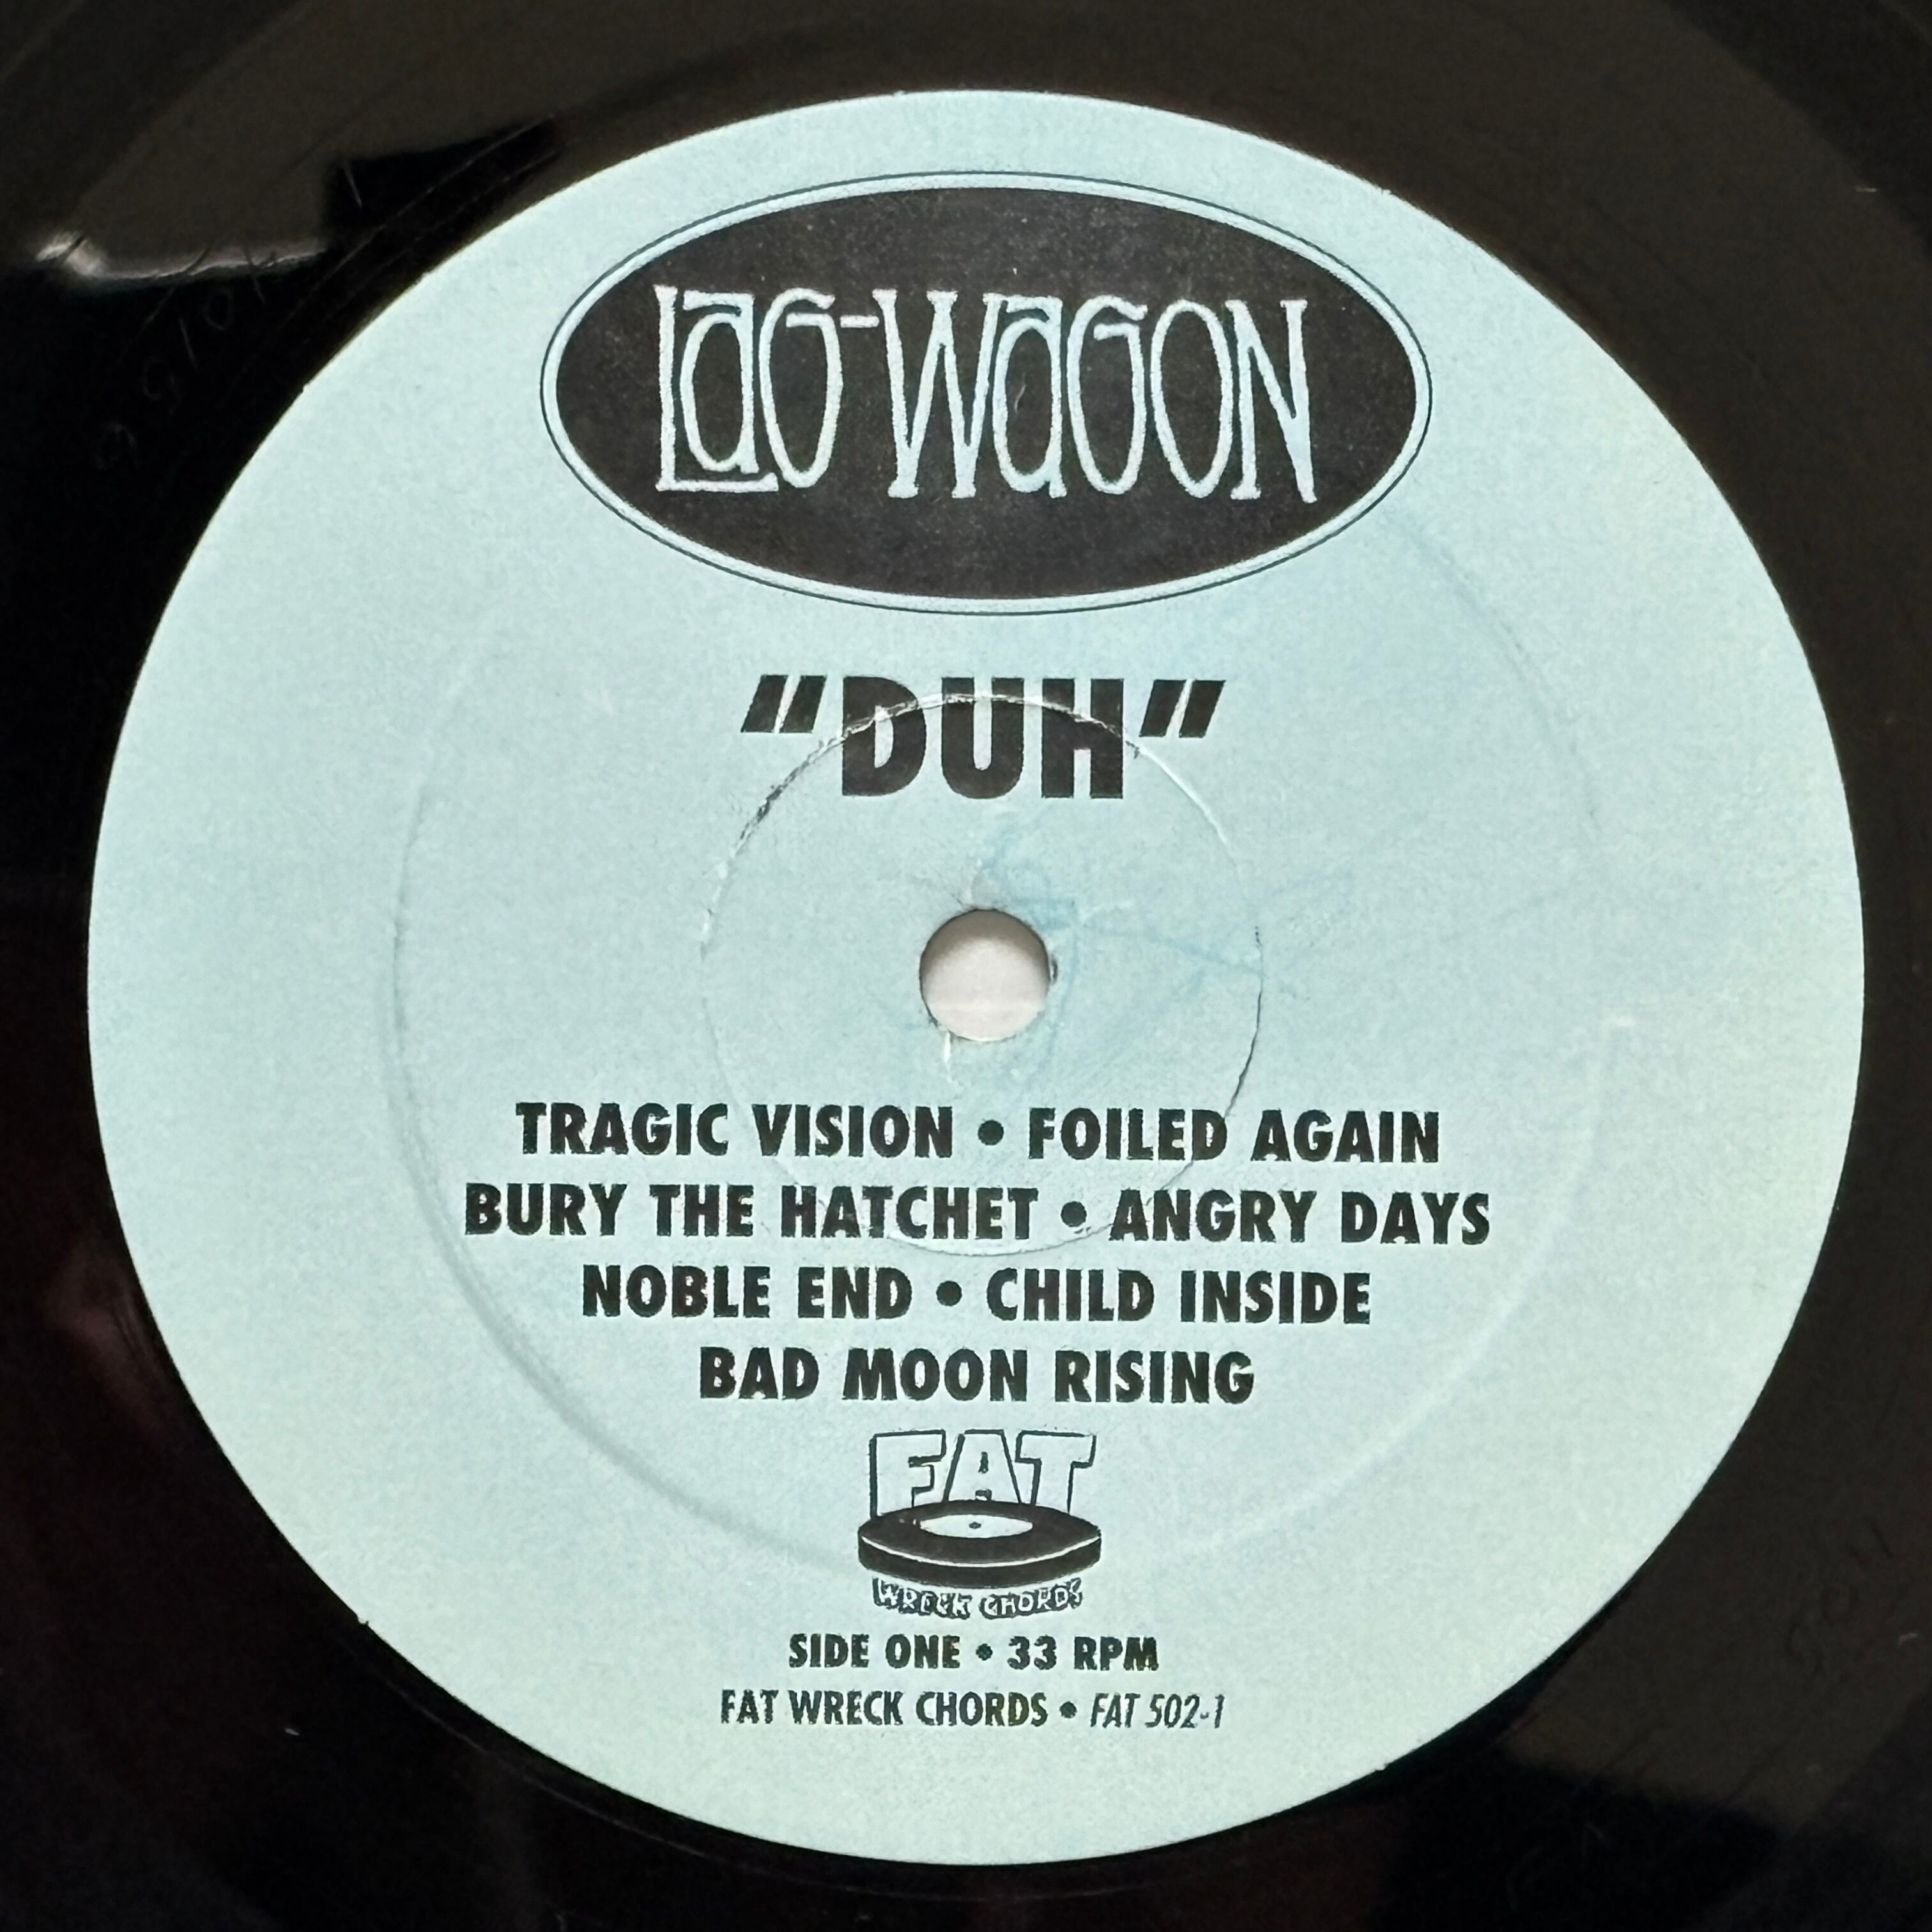 LAG-WAGON
"DUH"
TRAGIC VISION • FOILED AGAIN
BURY THE HATCHET • ANGRY DAYS
NOBLE END • CHILD INSIDE
BAD MOON RISING
FAT
WRECK CHORDS
SIDE ONE • 33 RPM
FAT WRECK CHORDS • FAT 502-1